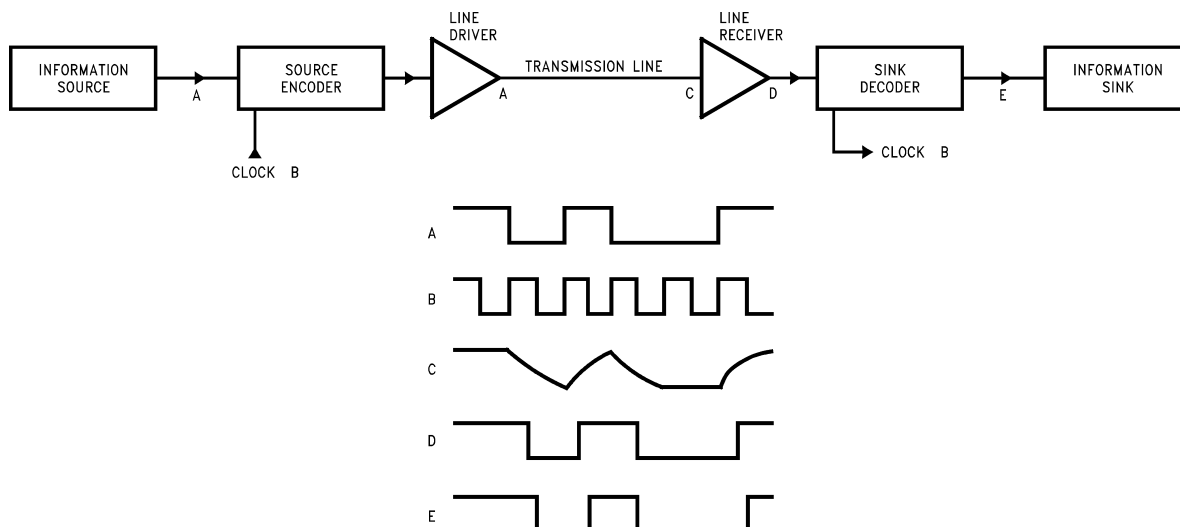 LINE
DRIVER
LINE
RECEIVER
INFORMATION
SOURCE
A
SOURCE
ENCODER
A
TRANSMISSION LINE
C
D
SINK
DECODER
E
INFORMATION
SINK
CLOCK B
CLOCK B
A
B
C
D
E